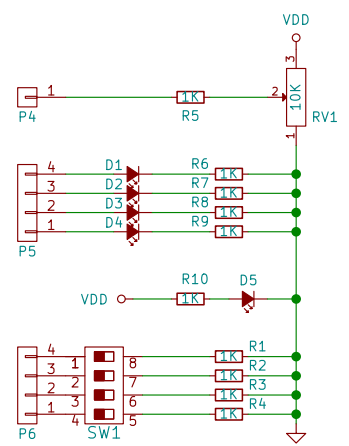 VDD
3
1 1K 2 10K
P4 R5 RV1
1
D1 R6
4 1K
D2 R7
3 1K
D3 R8
2 1K
D4 R9
1 1K
P5
R10 D5
VDD 1K
4 1 8 1K R1
3 2 7 1K R2
2 3 6 1K R3
1 4 5 1K R4
P6 SW1